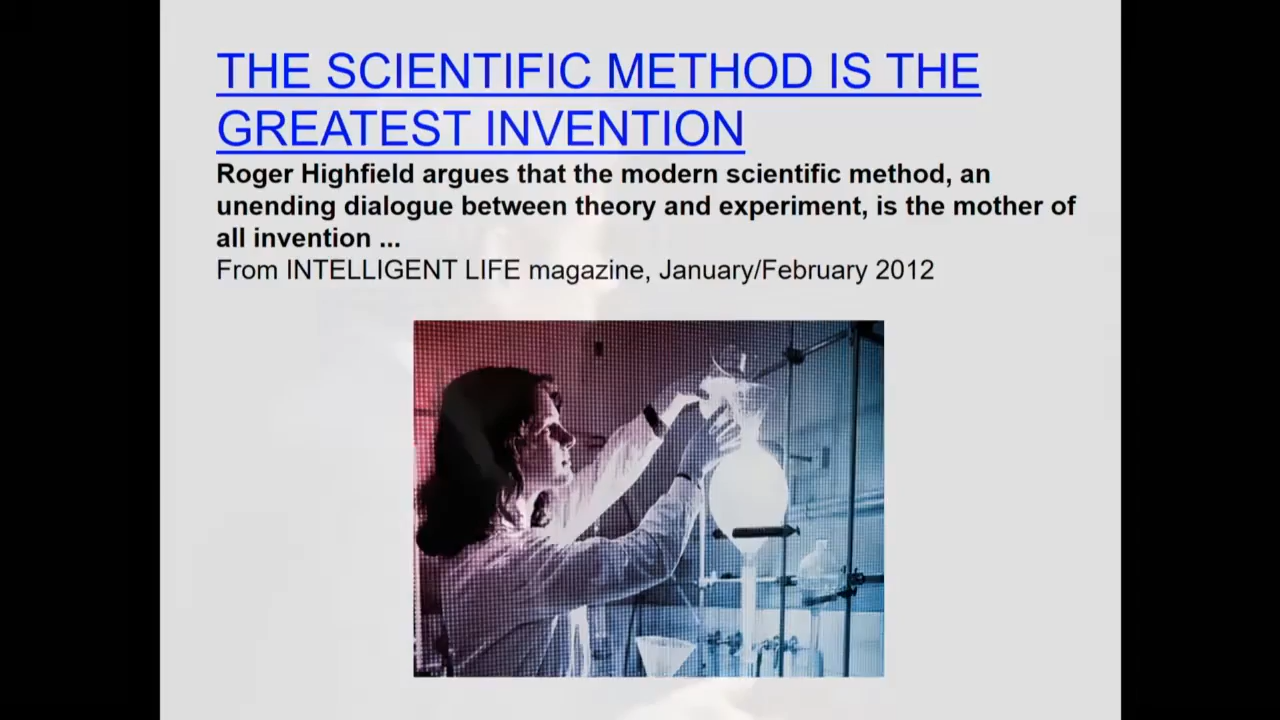 THE SCIENTIFIC METHOD IS THE
GREATEST INVENTION
Roger Highfield argues that the modern scientific method, an
unending dialogue between theory and experiment, is the mother of
all invention ...
From INTELLIGENT LIFE magazine, January/February 2012